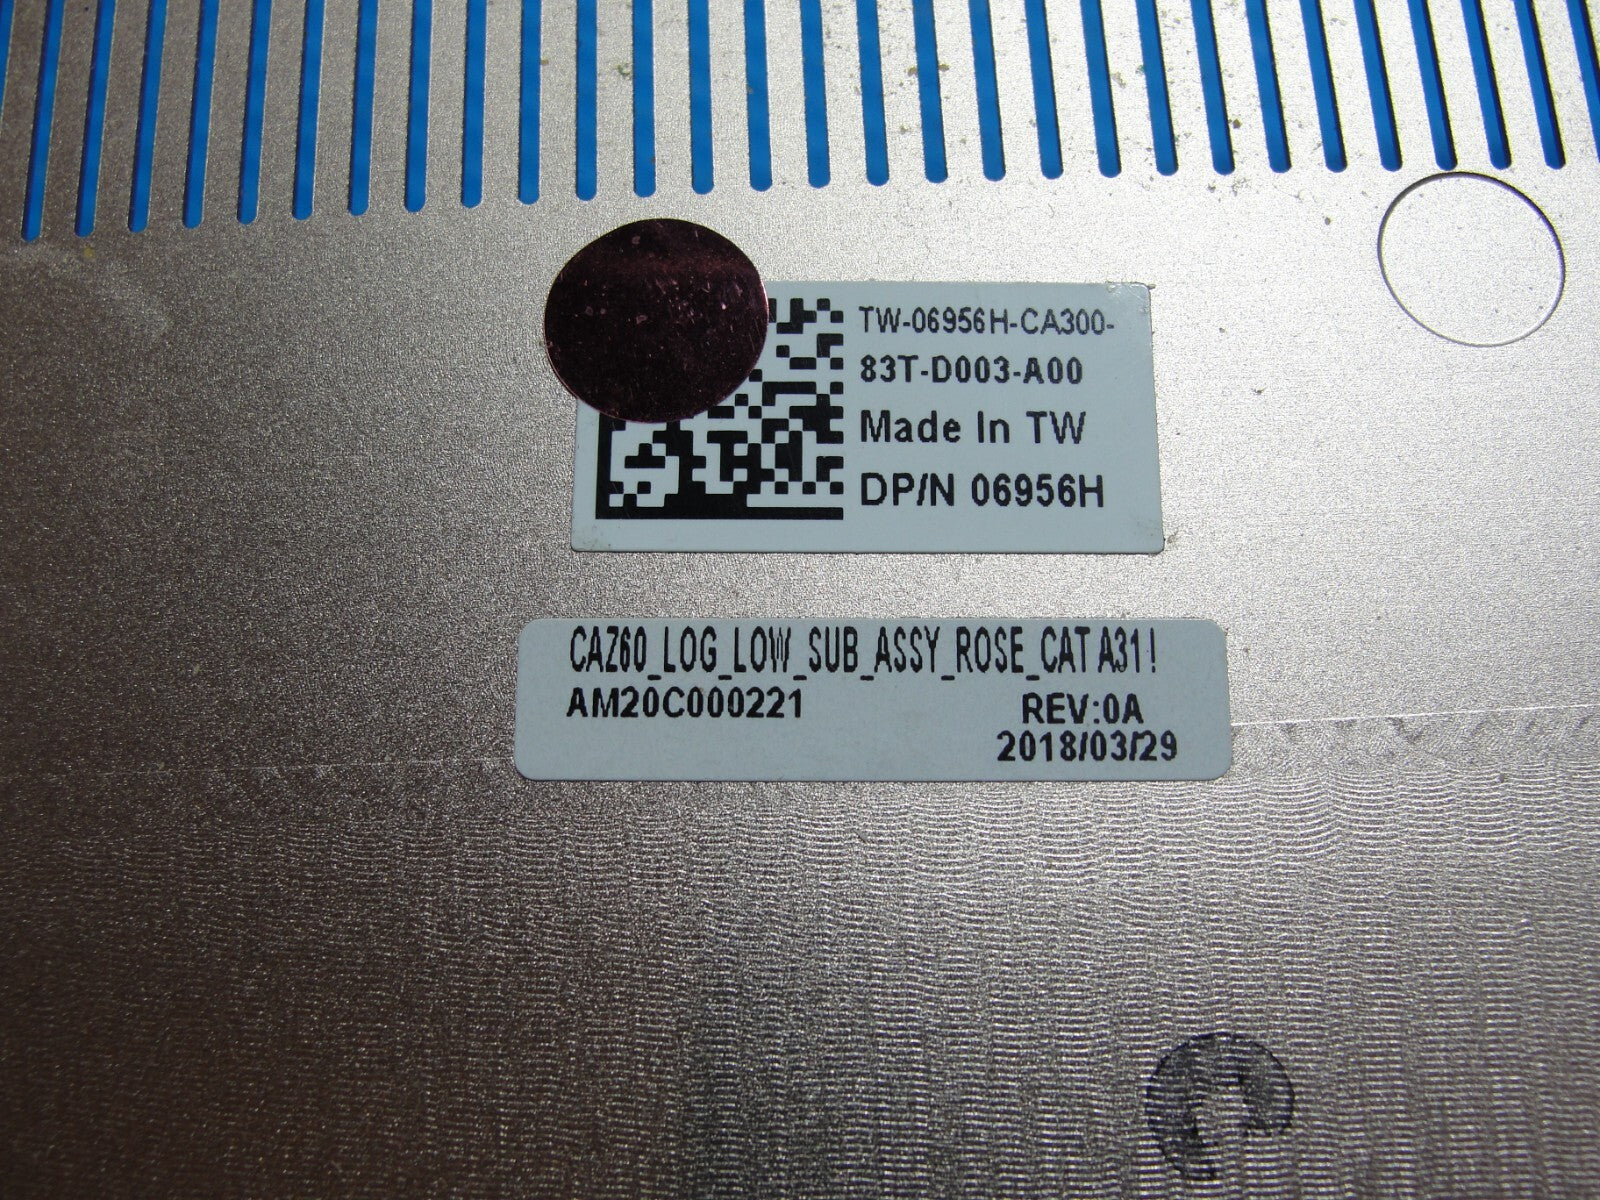 TW-06956H-CA300-
83T-D003-A00
Made In TW
DP/N 06956H
CAZ60_LOG_LOW_SUB_ASSY_ROSE_CAT A31!
AM20C000221
REV:0A
2018/03/29